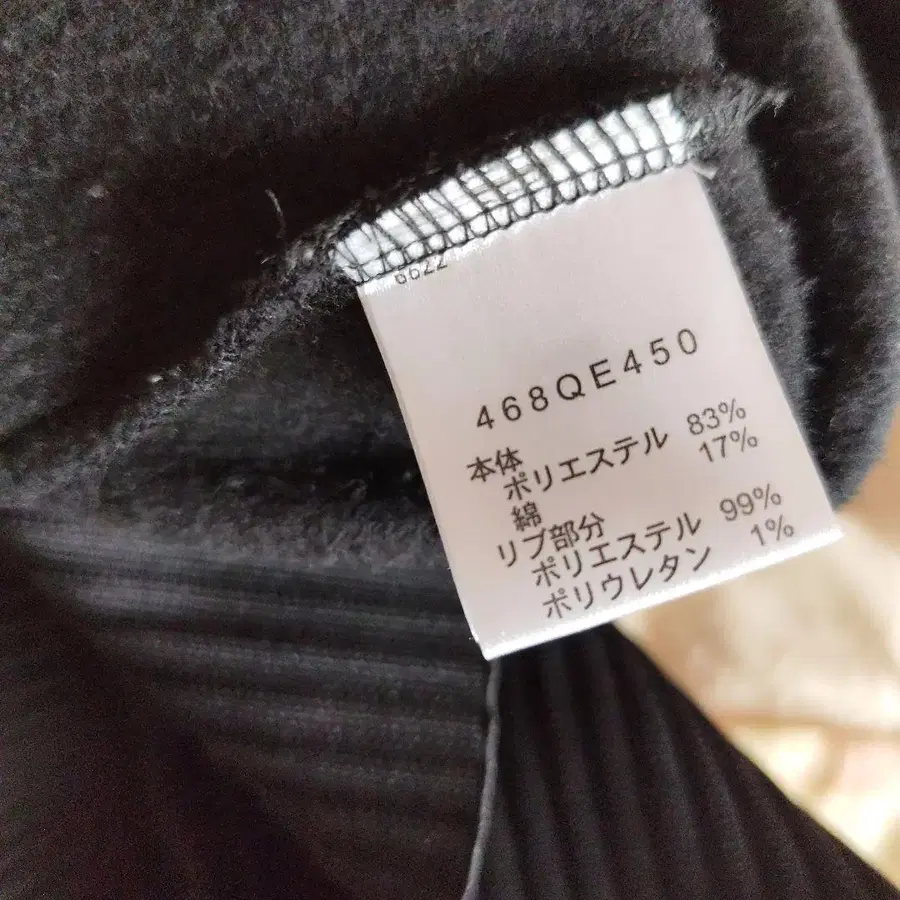 6622
468QE450
本体
ポリエステル 83%
綿 17%
リブ部分
ポリエステル 99%
ポリウレタン 1%